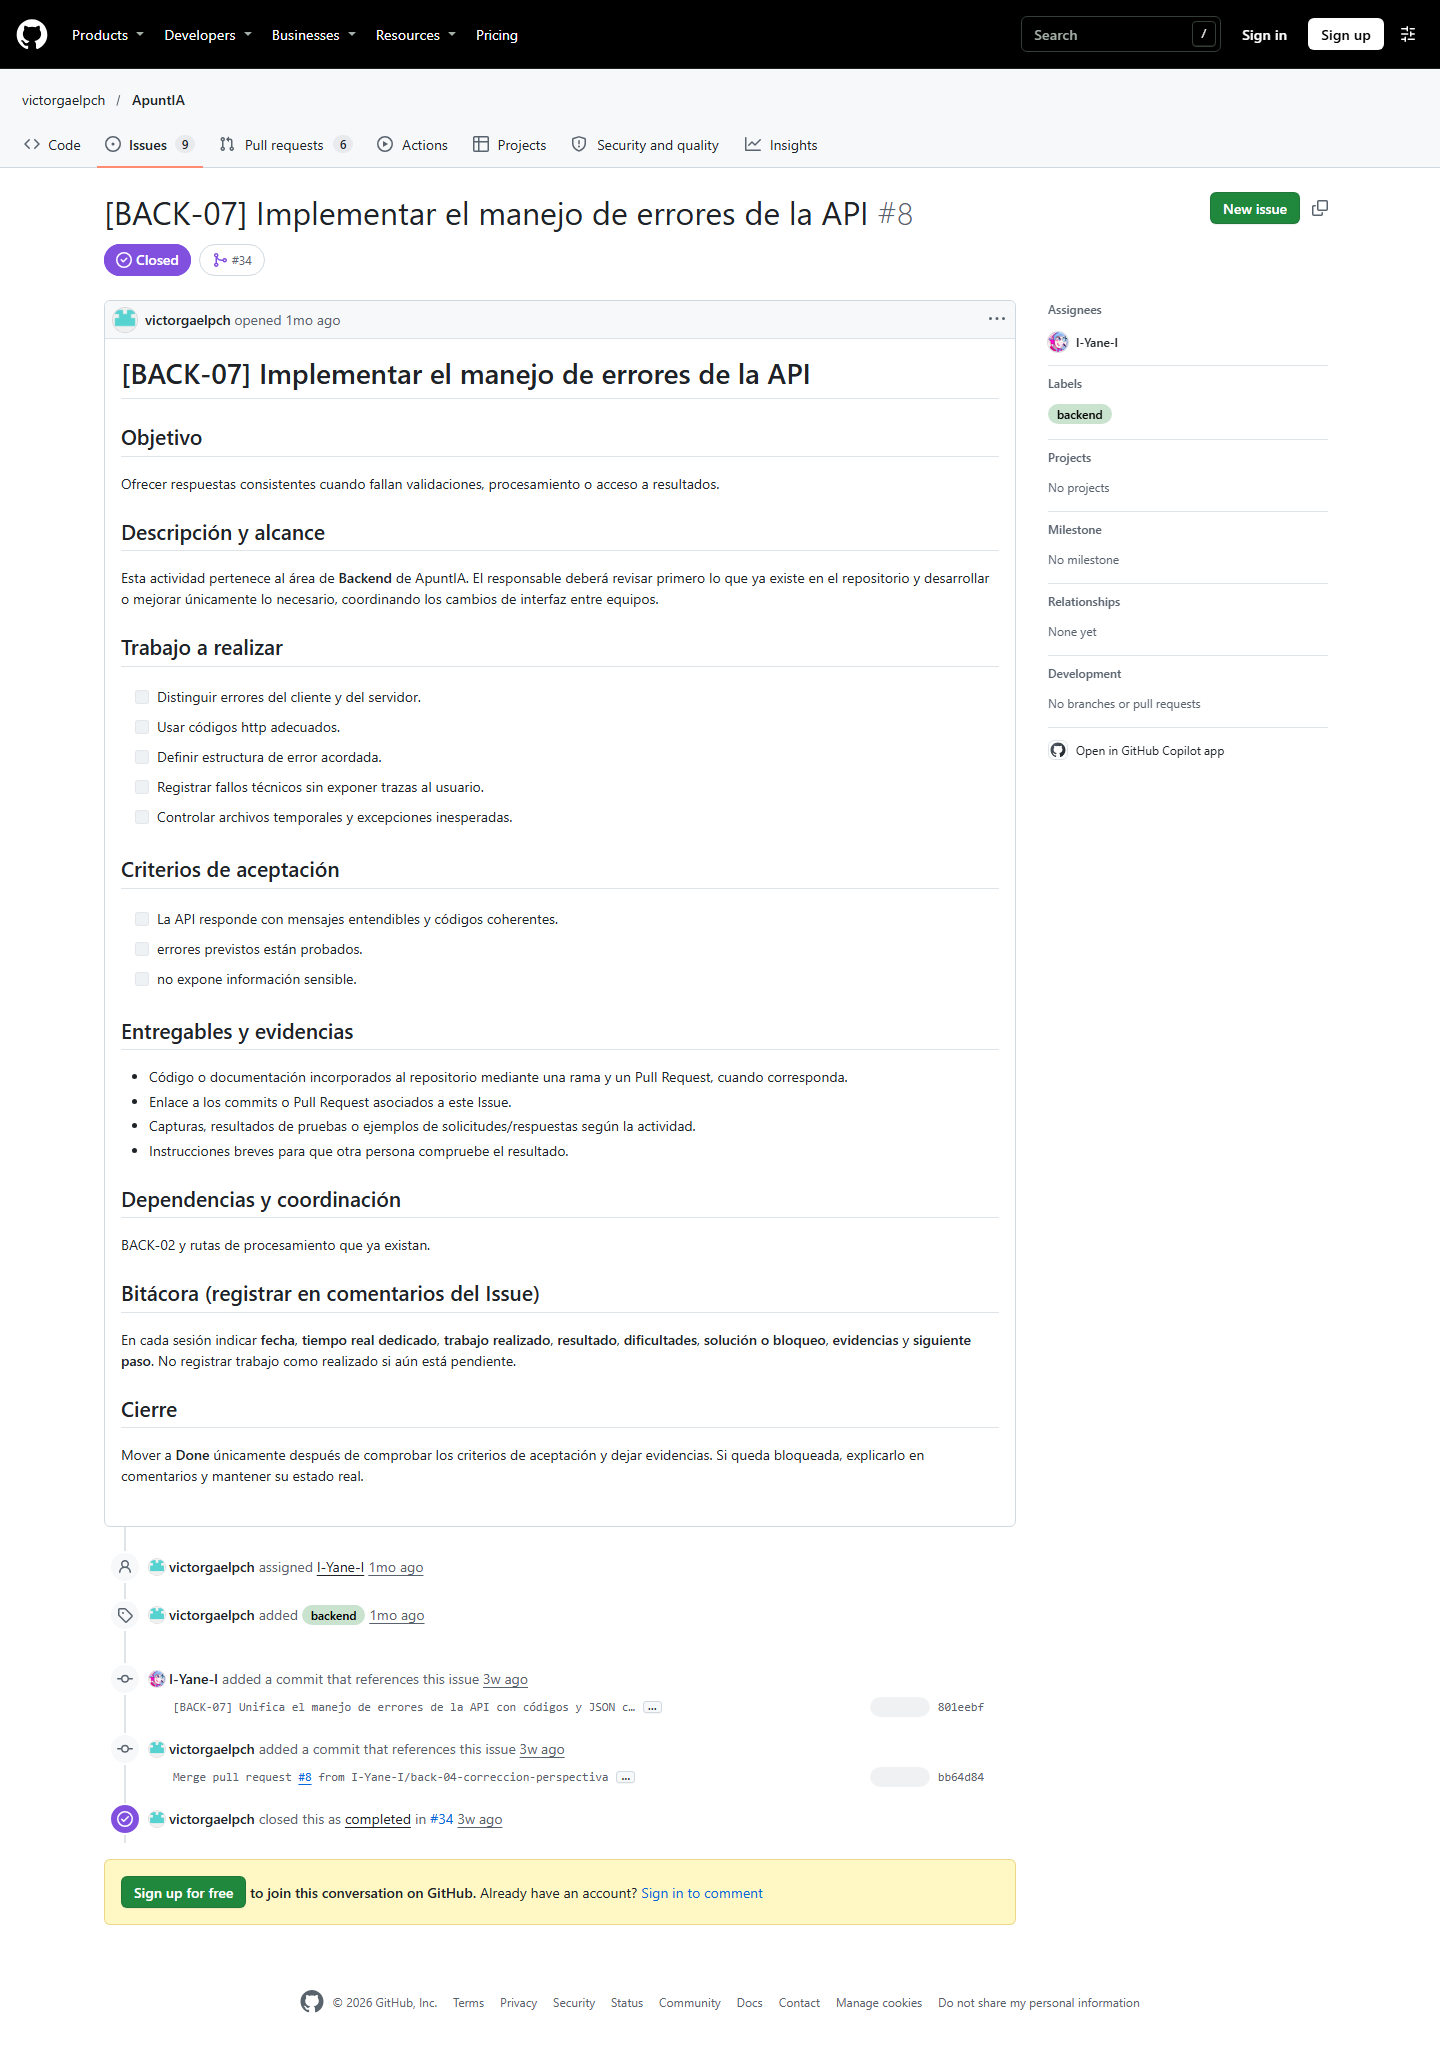 Products Developers Businesses Resources Pricing Search / Sign in Sign up
victorgaelpch / ApuntIA
Code Issues 9 Pull requests 6 Actions Projects Security and quality Insights
[BACK-07] Implementar el manejo de errores de la API #8
New issue
Closed #34
victorgaelpch opened 1mo ago
[BACK-07] Implementar el manejo de errores de la API
Objetivo
Ofrecer respuestas consistentes cuando fallan validaciones, procesamiento o acceso a resultados.
Descripción y alcance
Esta actividad pertenece al área de Backend de ApuntIA. El responsable deberá revisar primero lo que ya existe en el repositorio y desarrollar
o mejorar únicamente lo necesario, coordinando los cambios de interfaz entre equipos.
Trabajo a realizar
Distinguir errores del cliente y del servidor.
Usar códigos http adecuados.
Definir estructura de error acordada.
Registrar fallos técnicos sin exponer trazas al usuario.
Controlar archivos temporales y excepciones inesperadas.
Criterios de aceptación
La API responde con mensajes entendibles y códigos coherentes.
errores previstos están probados.
no expone información sensible.
Entregables y evidencias
Código o documentación incorporados al repositorio mediante una rama y un Pull Request, cuando corresponda.
Enlace a los commits o Pull Request asociados a este Issue.
Capturas, resultados de pruebas o ejemplos de solicitudes/respuestas según la actividad.
Instrucciones breves para que otra persona compruebe el resultado.
Dependencias y coordinación
BACK-02 y rutas de procesamiento que ya existan.
Bitácora (registrar en comentarios del Issue)
En cada sesión indicar fecha, tiempo real dedicado, trabajo realizado, resultado, dificultades, solución o bloqueo, evidencias y siguiente
paso. No registrar trabajo como realizado si aún está pendiente.
Cierre
Mover a Done únicamente después de comprobar los criterios de aceptación y dejar evidencias. Si queda bloqueada, explicarlo en
comentarios y mantener su estado real.
Assignees
I-Yane-I
Labels
backend
Projects
No projects
Milestone
No milestone
Relationships
None yet
Development
No branches or pull requests
Open in GitHub Copilot app
victorgaelpch assigned I-Yane-I 1mo ago
victorgaelpch added backend 1mo ago
I-Yane-I added a commit that references this issue 3w ago
[BACK-07] Unifica el manejo de errores de la API con códigos y JSON c… ... 801eebf
victorgaelpch added a commit that references this issue 3w ago
Merge pull request #8 from I-Yane-I/back-04-correccion-perspectiva ... bb64d84
victorgaelpch closed this as completed in #34 3w ago
Sign up for free to join this conversation on GitHub. Already have an account? Sign in to comment
© 2026 GitHub, Inc. Terms Privacy Security Status Community Docs Contact Manage cookies Do not share my personal information